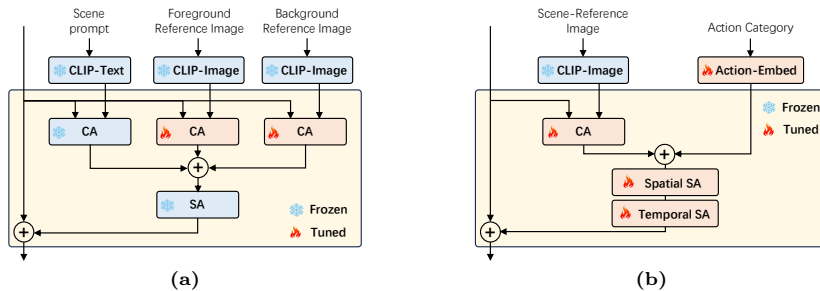 Scene
prompt
Foreground
Reference Image
Background
Reference Image
CLIP-Text
CLIP-Image
CLIP-Image
CA
CA
CA
SA
Frozen
Tuned
(a)
Scene-Reference
Image
Action Category
CLIP-Image
Action-Embed
Frozen
Tuned
CA
Spatial SA
Temporal SA
(b)